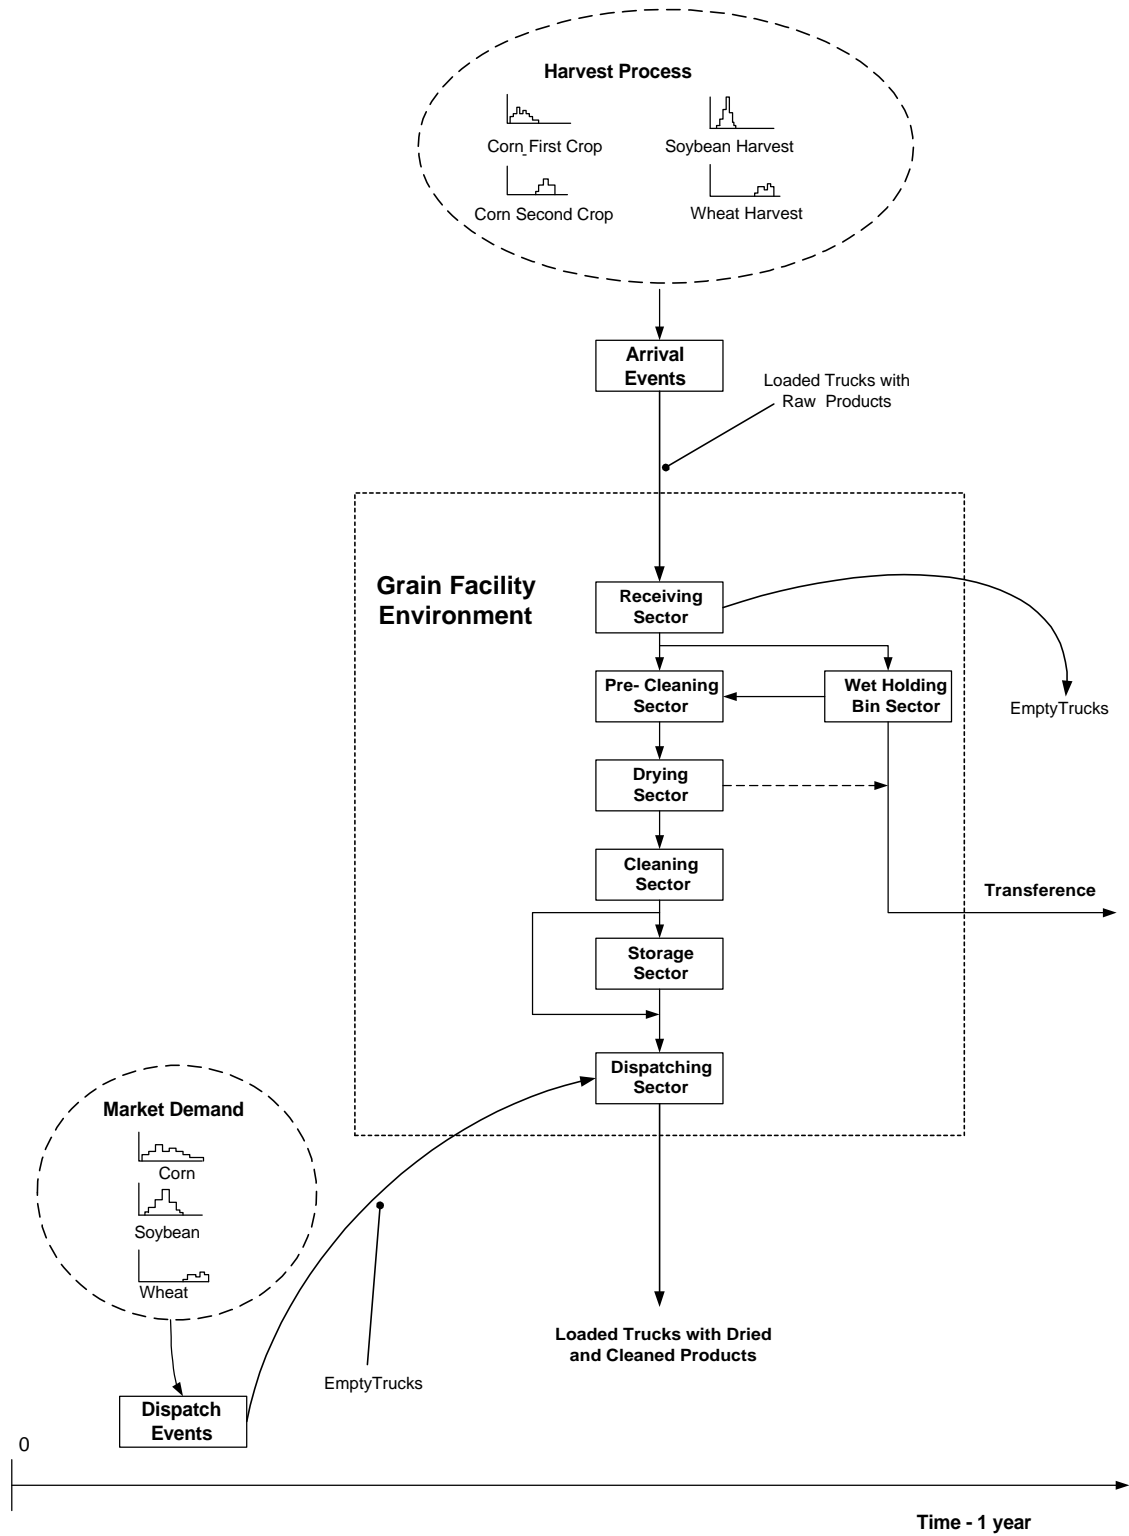 Harvest Process
Corn_First Crop
Soybean Harvest
Corn Second Crop
Wheat Harvest
Arrival
Events
Loaded Trucks with
Raw Products
Grain Facility
Environment
Receiving
Sector
Pre- Cleaning
Sector
Wet Holding
Bin Sector
EmptyTrucks
Drying
Sector
Cleaning
Sector
Transference
Storage
Sector
Dispatching
Sector
Market Demand
Corn
Soybean
Wheat
Loaded Trucks with Dried
and Cleaned Products
EmptyTrucks
Dispatch
Events
0
Time - 1 year